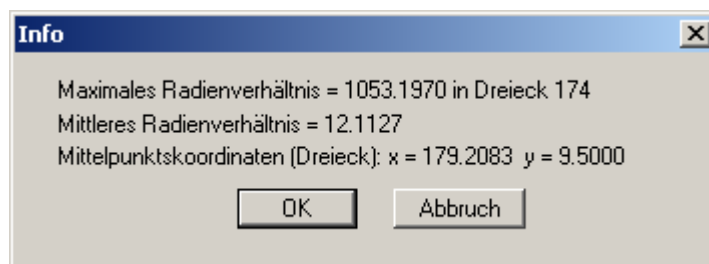 Info
Maximales Radienverhältnis = 1053.1970 in Dreieck 174
Mittleres Radienverhältnis = 12.1127
Mittelpunktskoordinaten (Dreieck): x = 179.2083 y = 9.5000
OK Abbruch